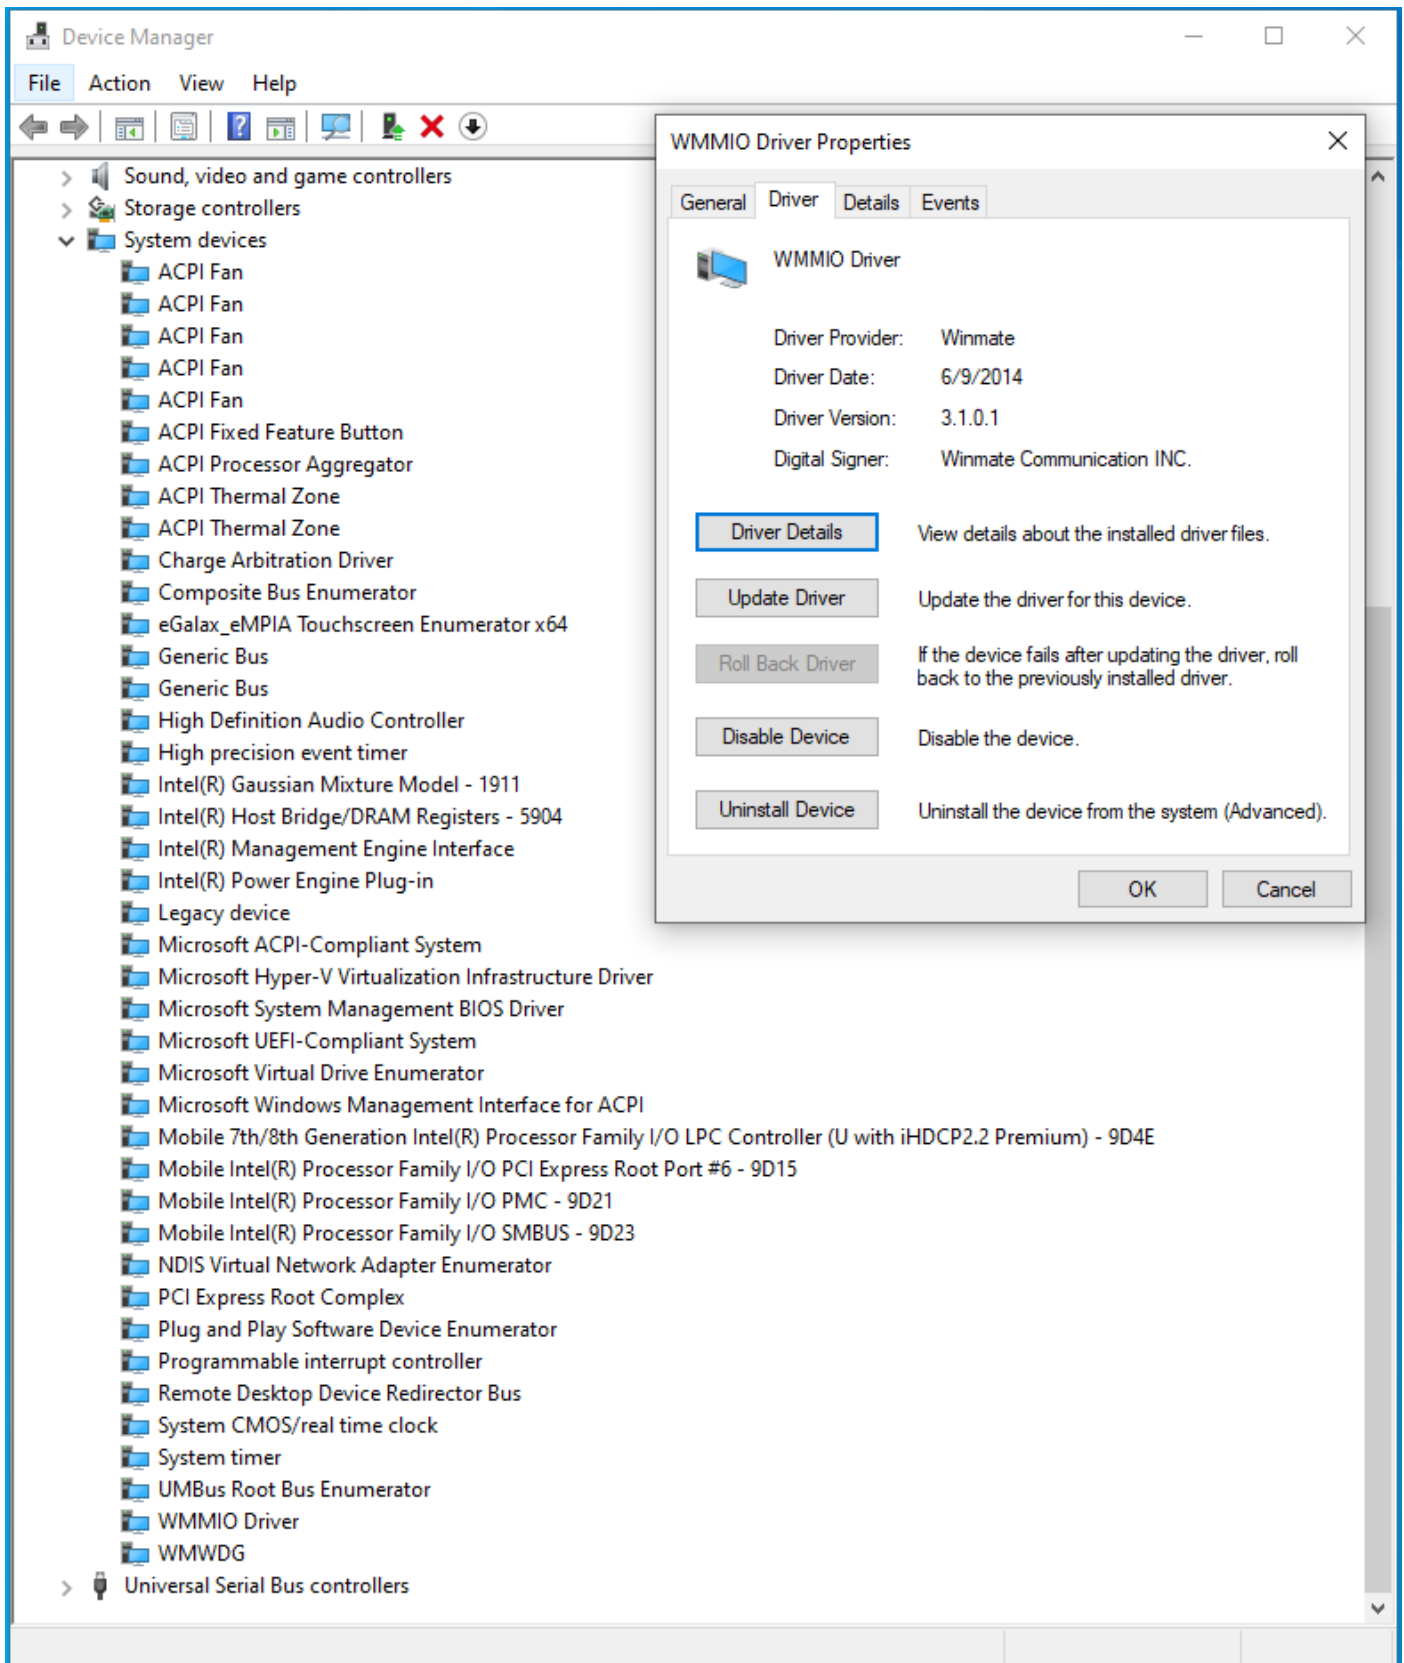 Device Manager
File Action View Help
Sound, video and game controllers
Storage controllers
System devices
ACPI Fan
ACPI Fan
ACPI Fan
ACPI Fan
ACPI Fan
ACPI Fixed Feature Button
ACPI Processor Aggregator
ACPI Thermal Zone
ACPI Thermal Zone
Charge Arbitration Driver
Composite Bus Enumerator
eGalax_eMPIA Touchscreen Enumerator x64
Generic Bus
Generic Bus
High Definition Audio Controller
High precision event timer
Intel(R) Gaussian Mixture Model - 1911
Intel(R) Host Bridge/DRAM Registers - 5904
Intel(R) Management Engine Interface
Intel(R) Power Engine Plug-in
Legacy device
Microsoft ACPI-Compliant System
Microsoft Hyper-V Virtualization Infrastructure Driver
Microsoft System Management BIOS Driver
Microsoft UEFI-Compliant System
Microsoft Virtual Drive Enumerator
Microsoft Windows Management Interface for ACPI
Mobile 7th/8th Generation Intel(R) Processor Family I/O LPC Controller (U with iHDCP2.2 Premium) - 9D4E
Mobile Intel(R) Processor Family I/O PCI Express Root Port #6 - 9D15
Mobile Intel(R) Processor Family I/O PMC - 9D21
Mobile Intel(R) Processor Family I/O SMBUS - 9D23
NDIS Virtual Network Adapter Enumerator
PCI Express Root Complex
Plug and Play Software Device Enumerator
Programmable interrupt controller
Remote Desktop Device Redirector Bus
System CMOS/real time clock
System timer
UMBus Root Bus Enumerator
WMMIO Driver
WMWDG
Universal Serial Bus controllers
WMMIO Driver Properties
General Driver Details Events
WMMIO Driver
Driver Provider: Winmate
Driver Date: 6/9/2014
Driver Version: 3.1.0.1
Digital Signer: Winmate Communication INC.
Driver Details View details about the installed driver files.
Update Driver Update the driver for this device.
Roll Back Driver If the device fails after updating the driver, roll
back to the previously installed driver.
Disable Device Disable the device.
Uninstall Device Uninstall the device from the system (Advanced).
OK Cancel